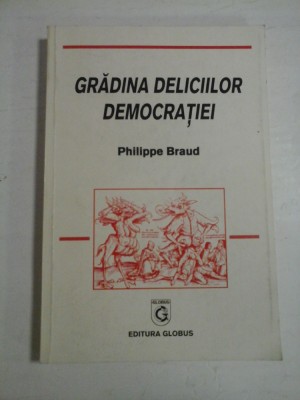 GRĂDINA DELICIILOR
DEMOCRAȚIEI
Philippe Braud
G
EDITURA GLOBUS